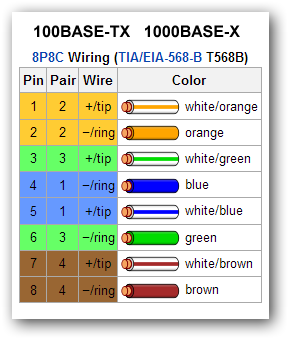 100BASE-TX 1000BASE-X
8P8C Wiring (TIA/EIA-568-B T568B)
Pin Pair Wire Color
1 2 +/tip white/orange
2 2 −/ring orange
3 3 +/tip white/green
4 1 −/ring blue
5 1 +/tip white/blue
6 3 −/ring green
7 4 +/tip white/brown
8 4 −/ring brown